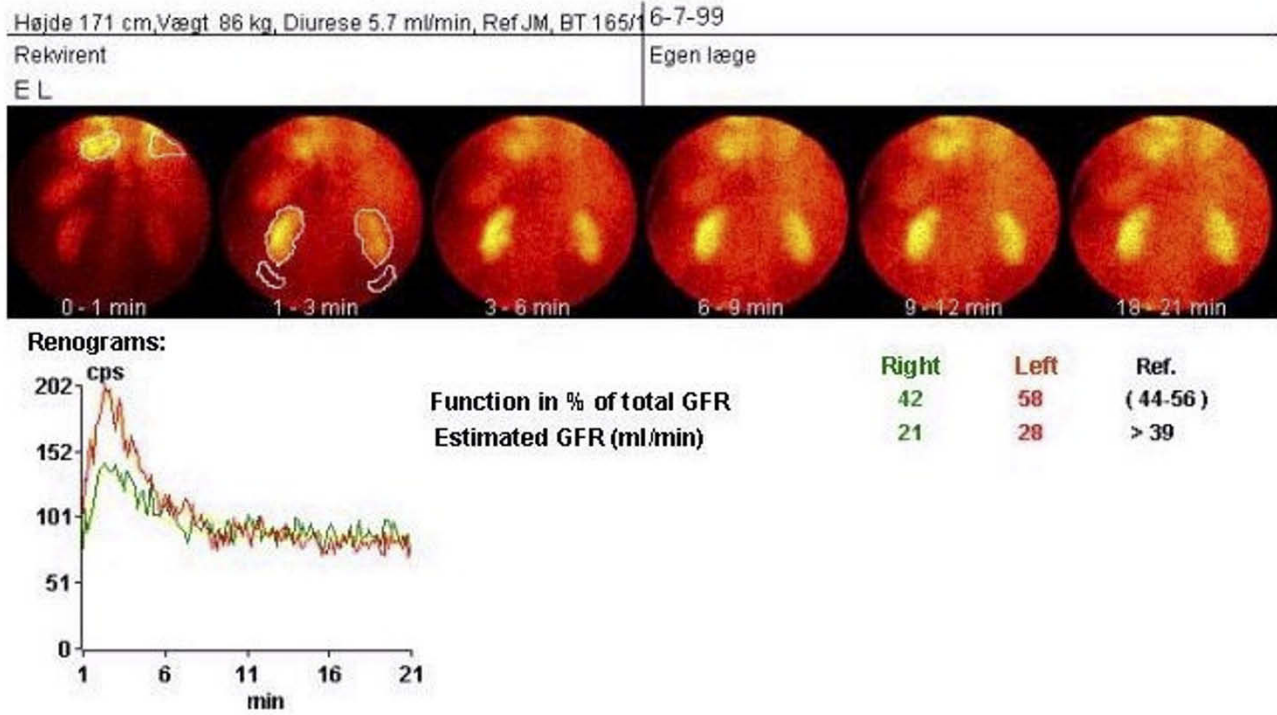 Højde 171 cm,Vægt 86 kg, Diurese 5.7 ml/min, Ref JM, BT 165/1
6-7-99
Rekvirent
Egen læge
E L
0 - 1 min
1 - 3 min
3 - 6 min
6 - 9 min
9 - 12 min
18 - 21 min
Renograms:
cps
202
152
101
51
0
1 6 11 16 21
min
Right Left Ref.
Function in % of total GFR 42 58 ( 44-56 )
Estimated GFR (ml/min) 21 28 > 39